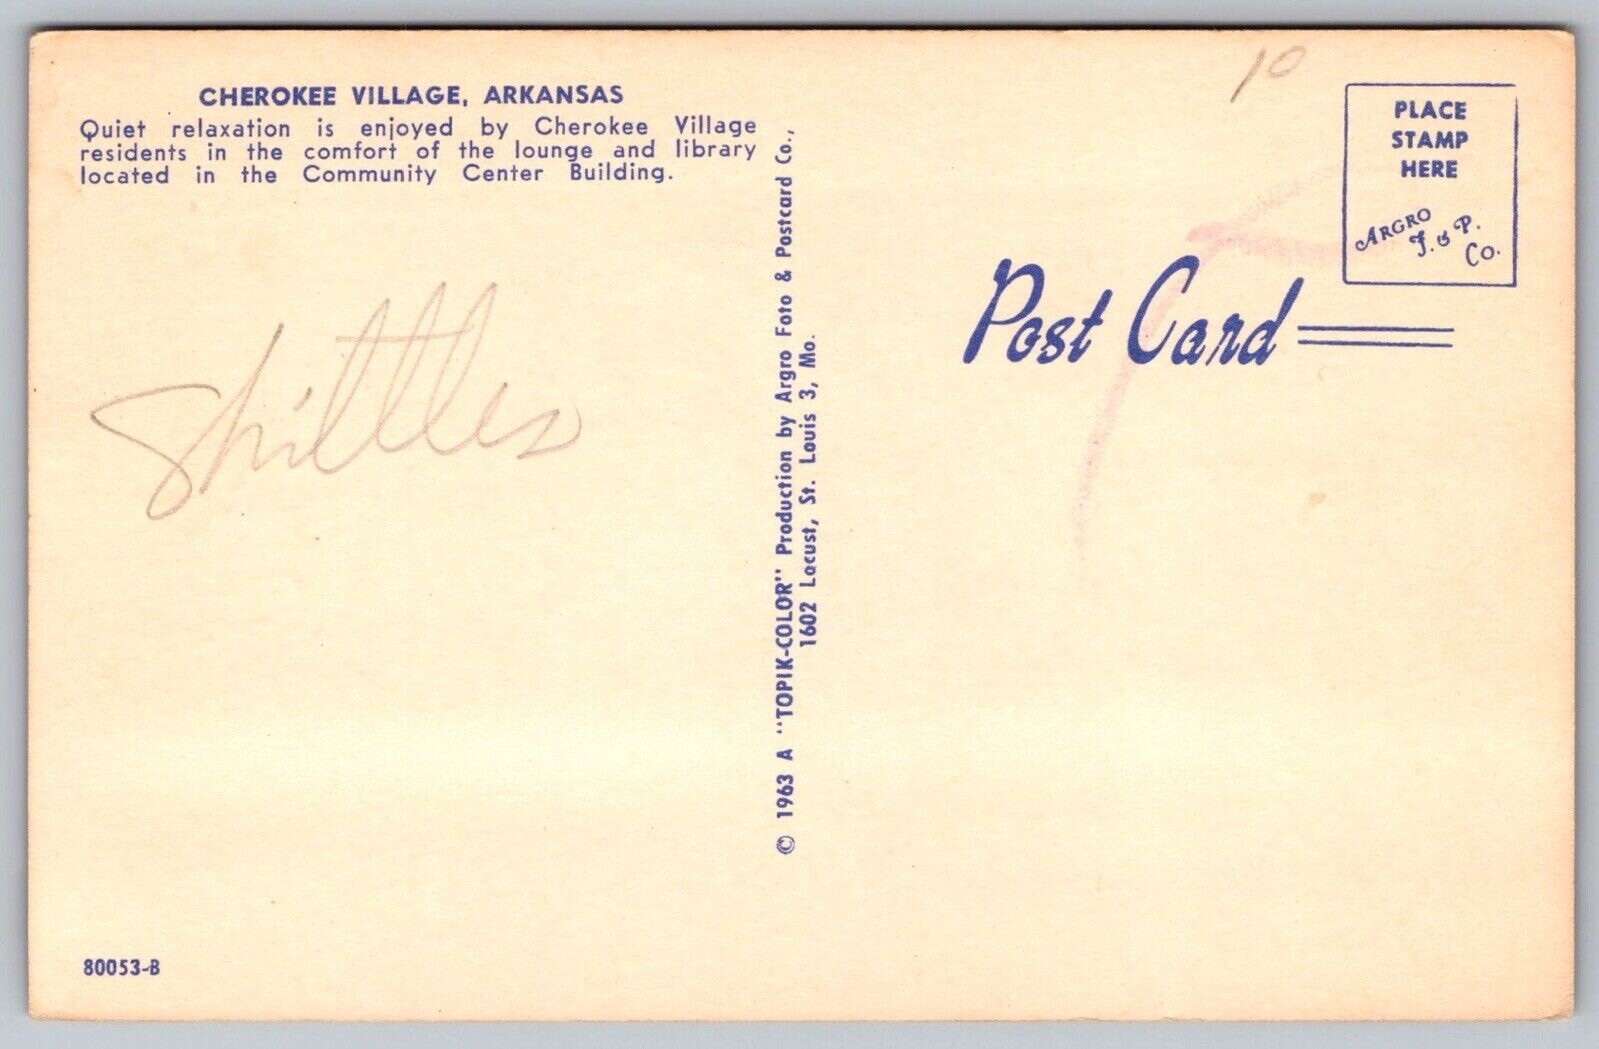 CHEROKEE VILLAGE, ARKANSAS
Quiet relaxation is enjoyed by Cherokee Village
residents in the comfort of the lounge and library
located in the Community Center Building.
80053-B
© 1963 A "TOPIK-COLOR" Production by Argro Foto & Postcard Co.,
1602 Lacust, St. Louis 3, Mo.
10
PLACE
STAMP
HERE
ARGRO
F. & P.
Co.
Post Card